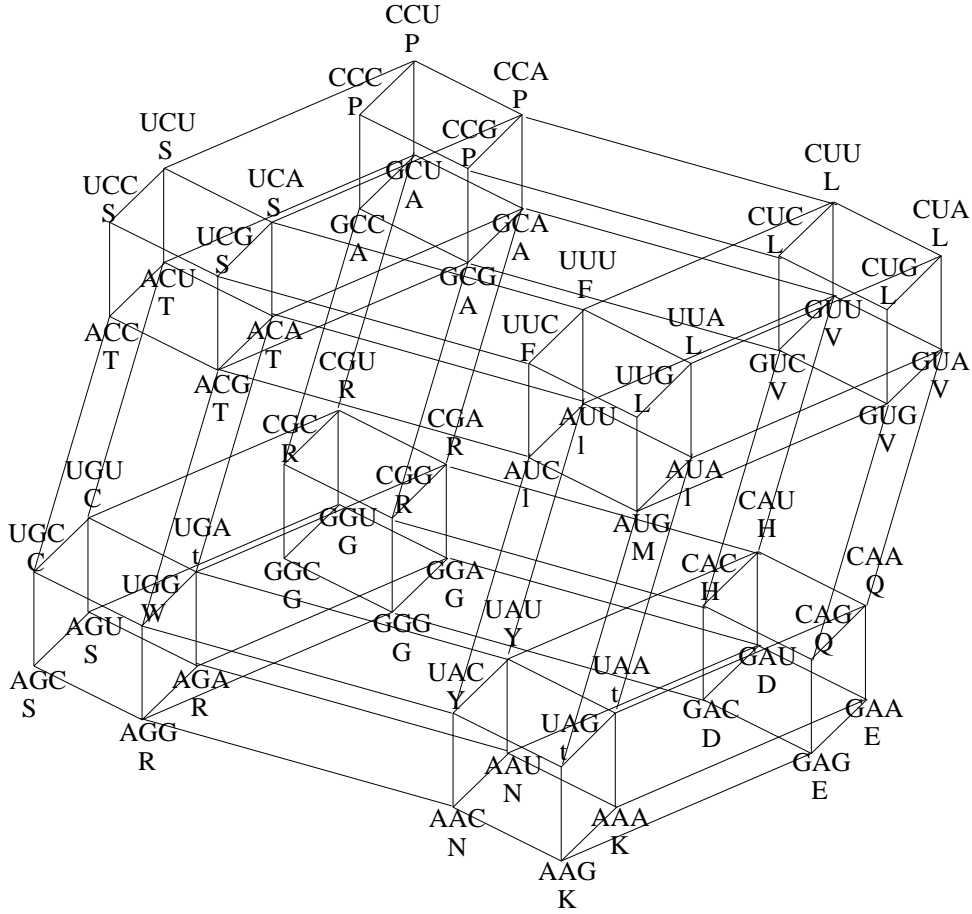 CCU
P
CCC
P
CCA
P
CCG
P
UCU
S
UCC
S
UCA
S
UCG
S
GCU
A
GCC
A
GCA
A
GCG
A
ACU
T
ACC
T
ACA
T
ACG
T
CUU
L
CUC
L
CUA
L
CUG
L
UUU
F
UUC
F
UUA
L
UUG
L
GUU
V
GUC
V
GUA
V
GUG
V
AUU
l
AUC
l
AUA
l
AUG
M
CGU
R
CGC
R
CGA
R
CGG
R
UGU
C
UGC
C
UGA
t
UGG
W
GGU
G
GGC
G
GGA
G
GGG
G
AGU
S
AGC
S
AGA
R
AGG
R
CAU
H
CAC
H
CAA
Q
CAG
Q
UAU
Y
UAC
Y
UAA
t
UAG
t
GAU
D
GAC
D
GAA
E
GAG
E
AAU
N
AAC
N
AAA
K
AAG
K